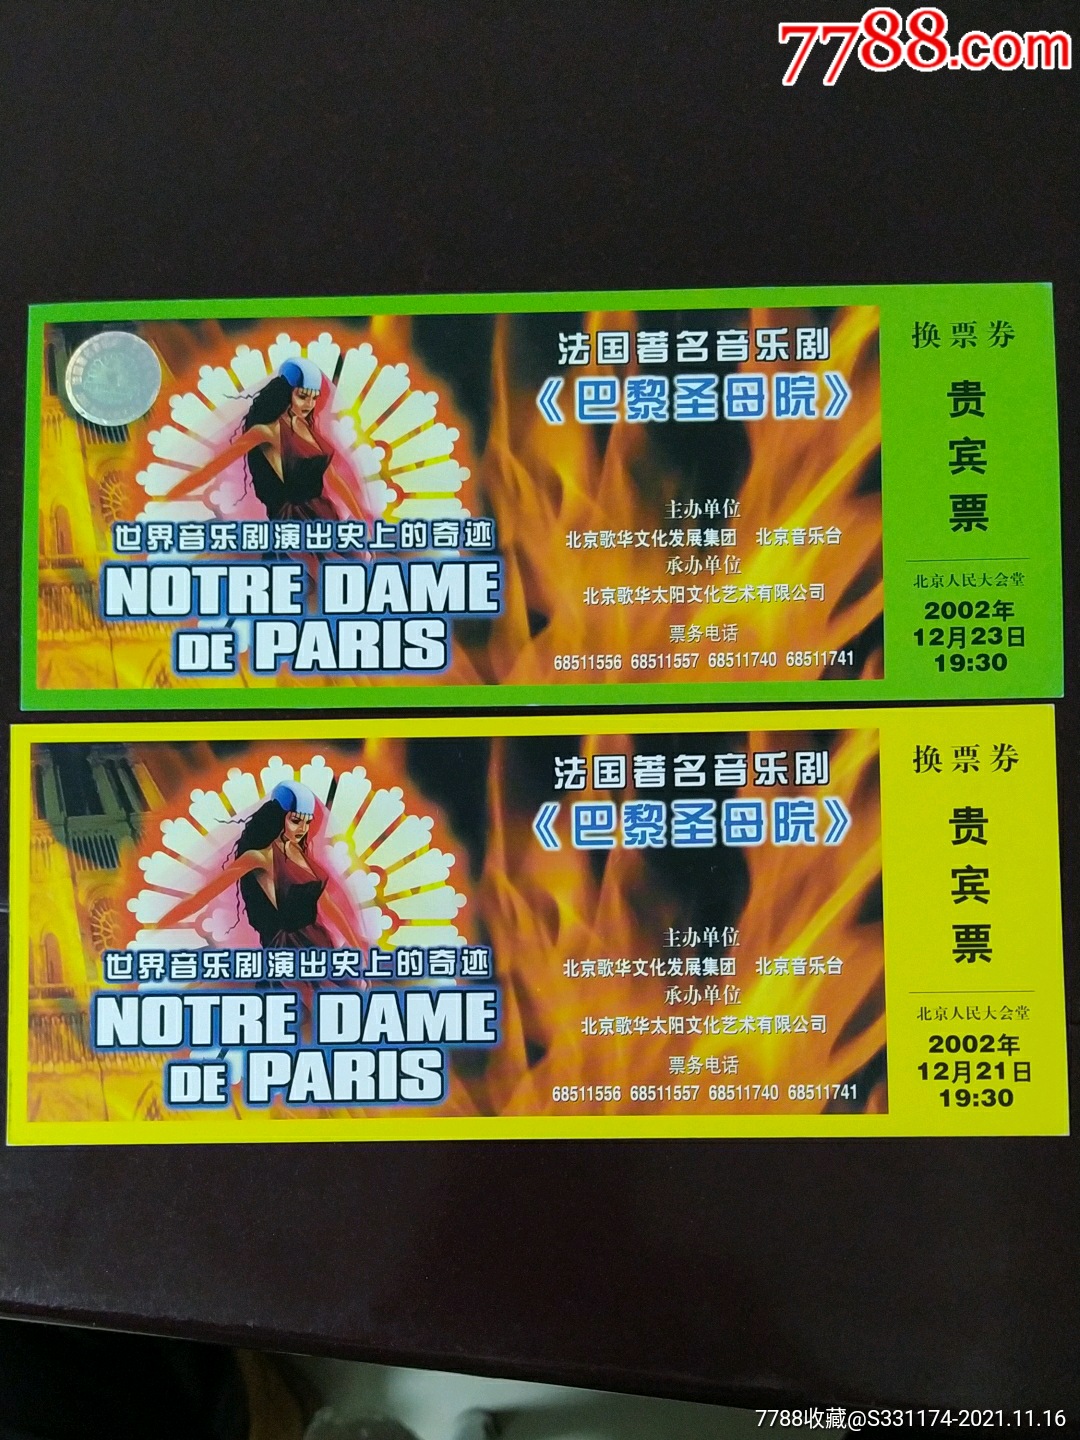 7788.com
法国著名音乐剧
《巴黎圣母院》
世界音乐剧演出史上的奇迹
NOTRE DAME
DE PARIS
主办单位
北京歌华文化发展集团 北京音乐台
承办单位
北京歌华太阳文化艺术有限公司
票务电话
68511556 68511557 68511740 68511741
换票券
贵宾票
北京人民大会堂
2002年
12月23日
19:30
法国著名音乐剧
《巴黎圣母院》
世界音乐剧演出史上的奇迹
NOTRE DAME
DE PARIS
主办单位
北京歌华文化发展集团 北京音乐台
承办单位
北京歌华太阳文化艺术有限公司
票务电话
68511556 68511557 68511740 68511741
换票券
贵宾票
北京人民大会堂
2002年
12月21日
19:30
7788收藏@S331174-2021.11.16